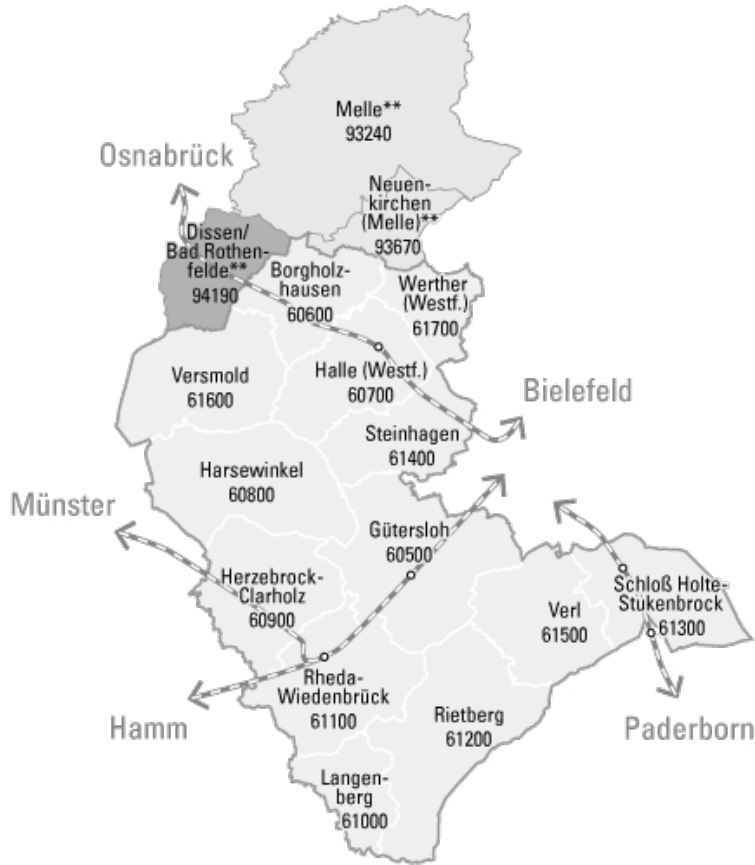 Melle**
93240
Osnabrück
Neuen-
kirchen
(Melle)**
93670
Dissen/
Bad Rothen-
felde**
94190
Borgholz-
hausen
60600
Werther
(Westf.)
61700
Versmold
61600
Halle (Westf.)
60700
Bielefeld
Steinhagen
61400
Harsewinkel
60800
Münster
Gütersloh
60500
Herzebrock-
Clarholz
60900
Schloß Holte-
Stukenbrock
61300
Verl
61500
Rheda-
Wiedenbrück
61100
Rietberg
61200
Hamm
Paderborn
Langen-
berg
61000